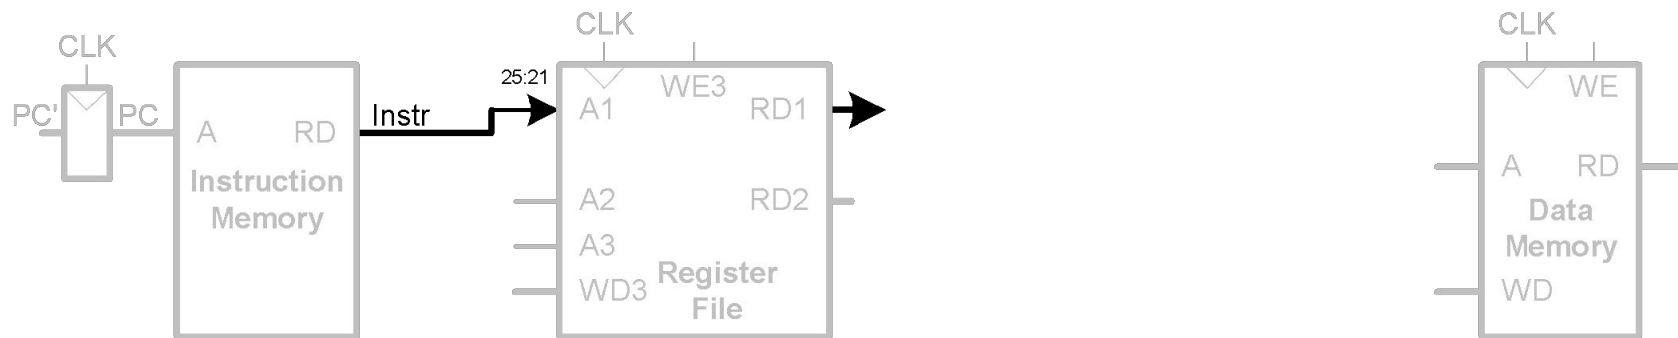 CLK
PC'
PC
A
RD
Instruction
Memory
Instr
25:21
CLK
WE3
A1
RD1
A2
RD2
A3
WD3
Register
File
CLK
WE
A
RD
Data
Memory
WD